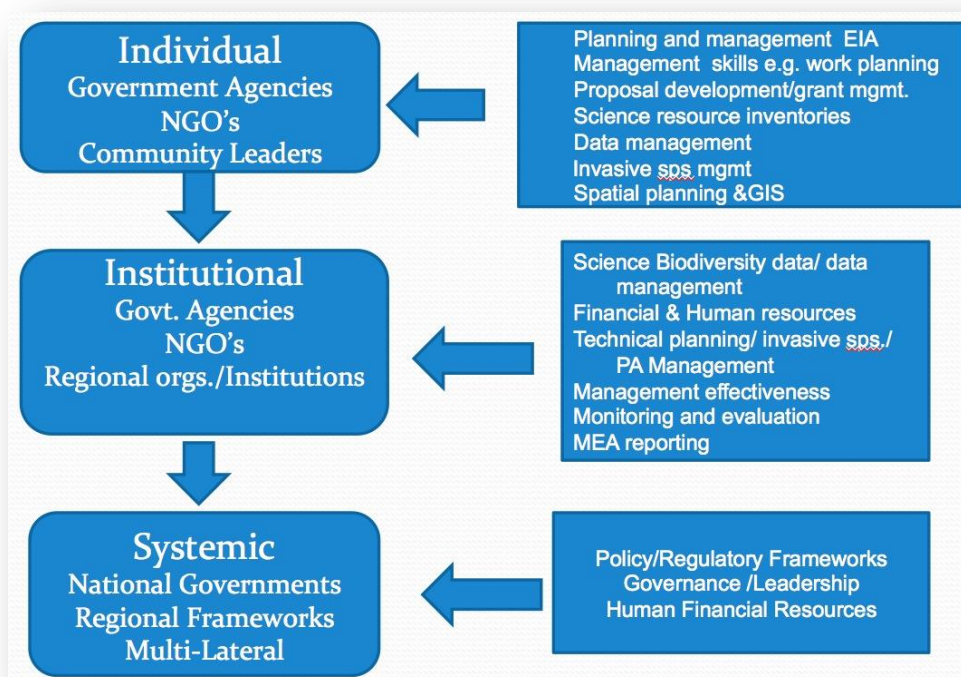 Individual
Government Agencies
NGO's
Community Leaders
Planning and management EIA
Management skills e.g. work planning
Proposal development/grant mgmt.
Science resource inventories
Data management
Invasive sps mgmt
Spatial planning &GIS
Institutional
Govt. Agencies
NGO's
Regional orgs./Institutions
Science Biodiversity data/ data
management
Financial & Human resources
Technical planning/ invasive sps./
PA Management
Management effectiveness
Monitoring and evaluation
MEA reporting
Systemic
National Governments
Regional Frameworks
Multi-Lateral
Policy/Regulatory Frameworks
Governance /Leadership
Human Financial Resources